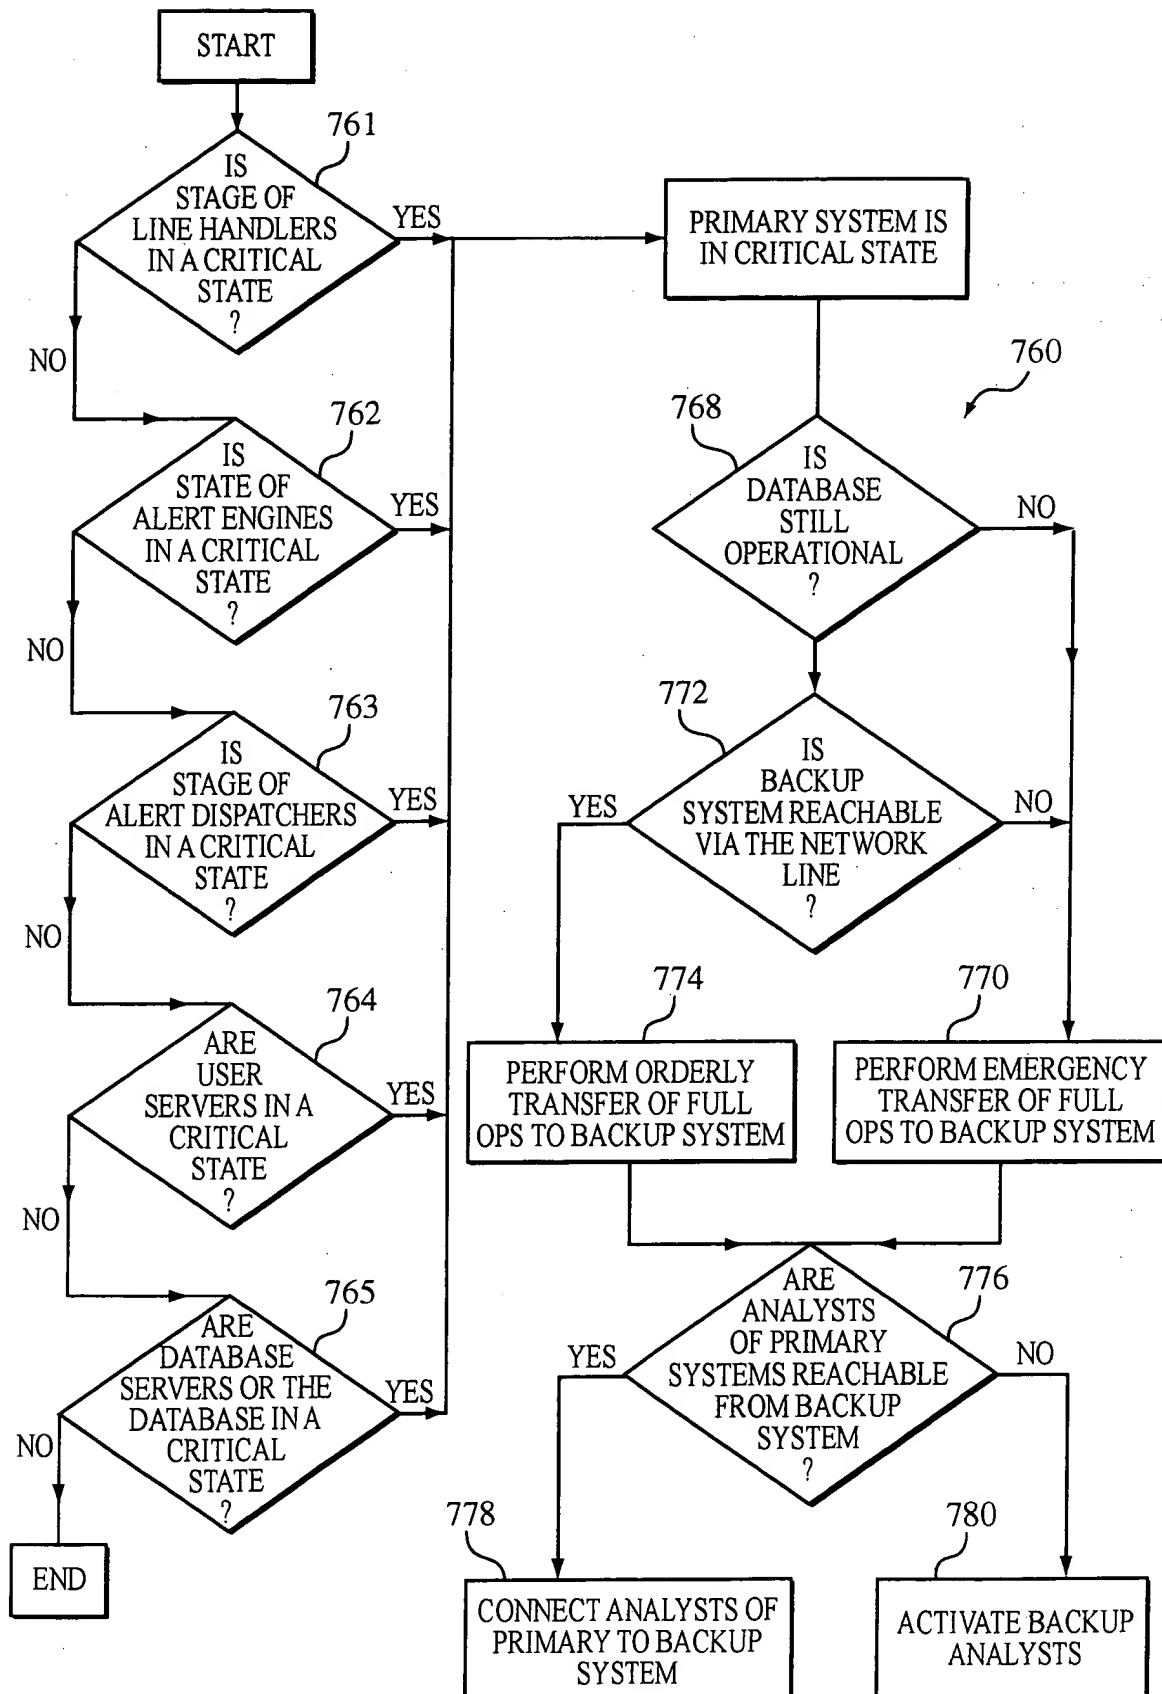 START
761
IS
STAGE OF
LINE HANDLERS
IN A CRITICAL
STATE
?
YES
NO
PRIMARY SYSTEM IS
IN CRITICAL STATE
760
762
IS
STATE OF
ALERT ENGINES
IN A CRITICAL
STATE
?
YES
NO
768
IS
DATABASE
STILL
OPERATIONAL
?
NO
763
IS
STAGE OF
ALERT DISPATCHERS
IN A CRITICAL
STATE
?
YES
NO
772
IS
BACKUP
SYSTEM REACHABLE
VIA THE NETWORK
LINE
?
YES
NO
764
ARE
USER
SERVERS IN A
CRITICAL
STATE
?
YES
NO
774
PERFORM ORDERLY
TRANSFER OF FULL
OPS TO BACKUP SYSTEM
770
PERFORM EMERGENCY
TRANSFER OF FULL
OPS TO BACKUP SYSTEM
765
ARE
DATABASE
SERVERS OR THE
DATABASE IN A
CRITICAL
STATE
?
YES
NO
END
776
ARE
ANALYSTS
OF PRIMARY
SYSTEMS REACHABLE
FROM BACKUP
SYSTEM
?
YES
NO
778
CONNECT ANALYSTS OF
PRIMARY TO BACKUP
SYSTEM
780
ACTIVATE BACKUP
ANALYSTS